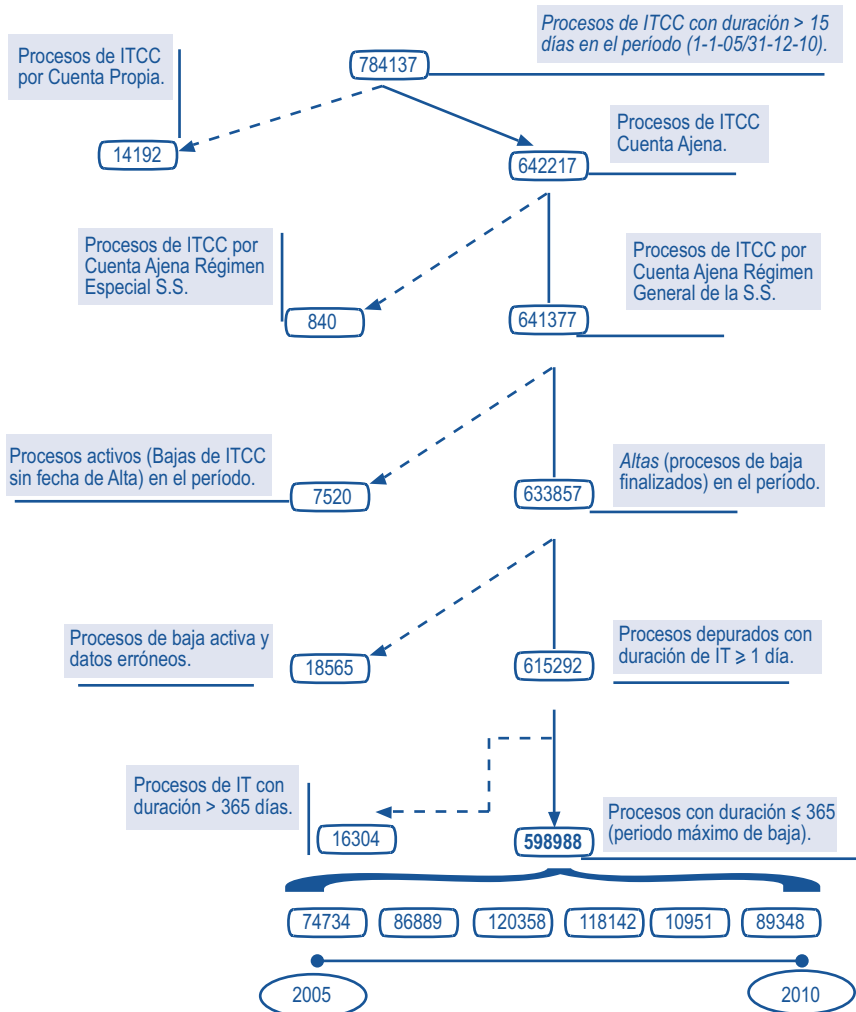 Procesos de ITCC con duración > 15
días en el período (1-1-05/31-12-10).
Procesos de ITCC
por Cuenta Propia.
784137
Procesos de ITCC
Cuenta Ajena.
14192
642217
Procesos de ITCC por
Cuenta Ajena Régimen
Especial S.S.
Procesos de ITCC por
Cuenta Ajena Régimen
General de la S.S.
840
641377
Procesos activos (Bajas de ITCC
sin fecha de Alta) en el período.
Altas (procesos de baja
finalizados) en el período.
7520
633857
Procesos de baja activa y
datos erróneos.
Procesos depurados con
duración de IT ⩾ 1 día.
18565
615292
Procesos de IT con
duración > 365 días.
Procesos con duración ⩽ 365
(periodo máximo de baja).
16304
598988
74734 86889 120358 118142 10951 89348
2005 2010